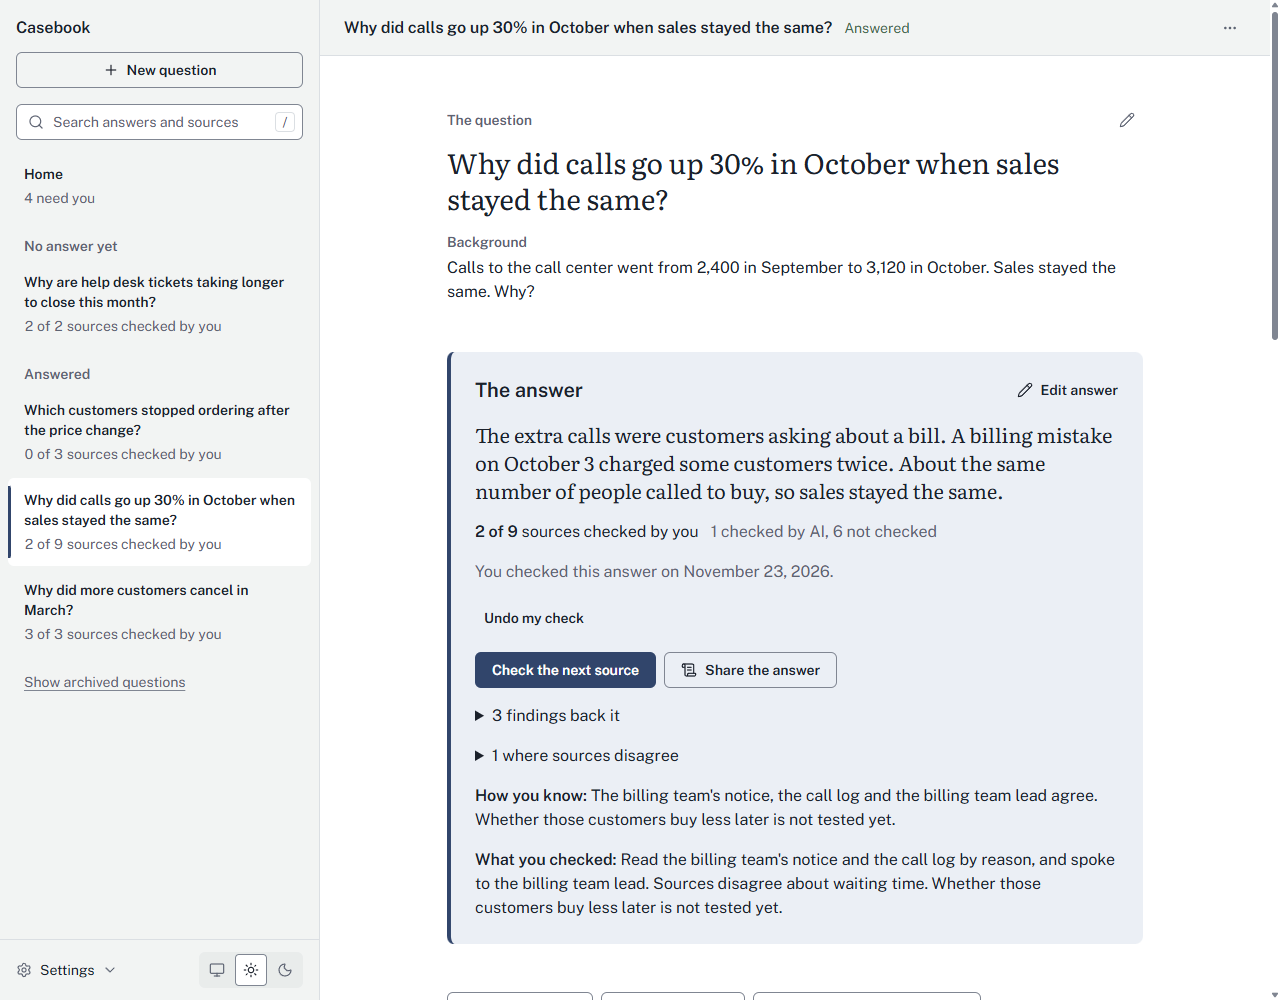 Casebook
New question
Search answers and sources
/
Home
4 need you
No answer yet
Why are help desk tickets taking longer
to close this month?
2 of 2 sources checked by you
Answered
Which customers stopped ordering after
the price change?
0 of 3 sources checked by you
Why did calls go up 30% in October when
sales stayed the same?
2 of 9 sources checked by you
Why did more customers cancel in
March?
3 of 3 sources checked by you
Show archived questions
Settings
Why did calls go up 30% in October when sales stayed the same? Answered
The question
Why did calls go up 30% in October when sales
stayed the same?
Background
Calls to the call center went from 2,400 in September to 3,120 in October. Sales stayed the
same. Why?
The answer
Edit answer
The extra calls were customers asking about a bill. A billing mistake
on October 3 charged some customers twice. About the same
number of people called to buy, so sales stayed the same.
2 of 9 sources checked by you 1 checked by AI, 6 not checked
You checked this answer on November 23, 2026.
Undo my check
Check the next source
Share the answer
3 findings back it
1 where sources disagree
How you know: The billing team's notice, the call log and the billing team lead agree.
Whether those customers buy less later is not tested yet.
What you checked: Read the billing team's notice and the call log by reason, and spoke
to the billing team lead. Sources disagree about waiting time. Whether those
customers buy less later is not tested yet.